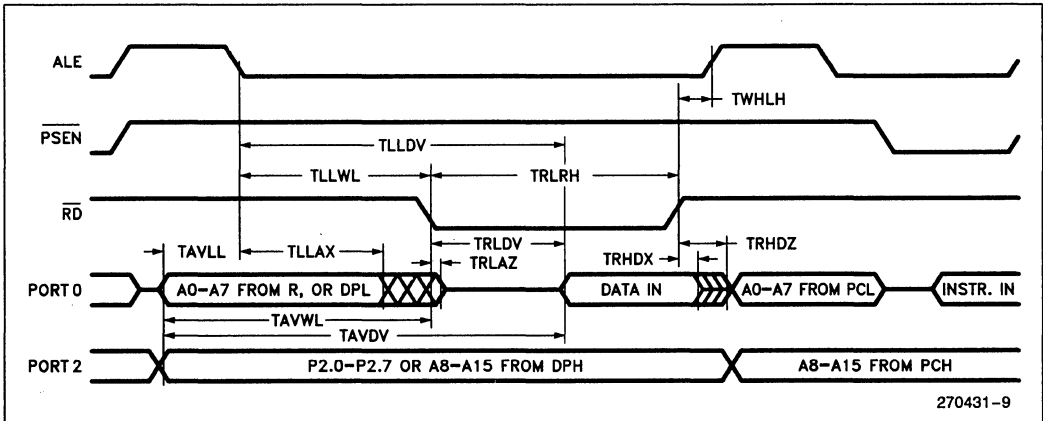 ALE
TWHLH
PSEN
TLLDV
TLLWL
TRLRH
RD
TAVLL
TLLAX
TRLDV
TRLAZ
TRHDX
TRHDZ
PORT 0
A0–A7 FROM R, OR DPL
DATA IN
A0–A7 FROM PCL
INSTR. IN
TAVWL
TAVDV
PORT 2
P2.0–P2.7 OR A8–A15 FROM DPH
A8–A15 FROM PCH
270431–9